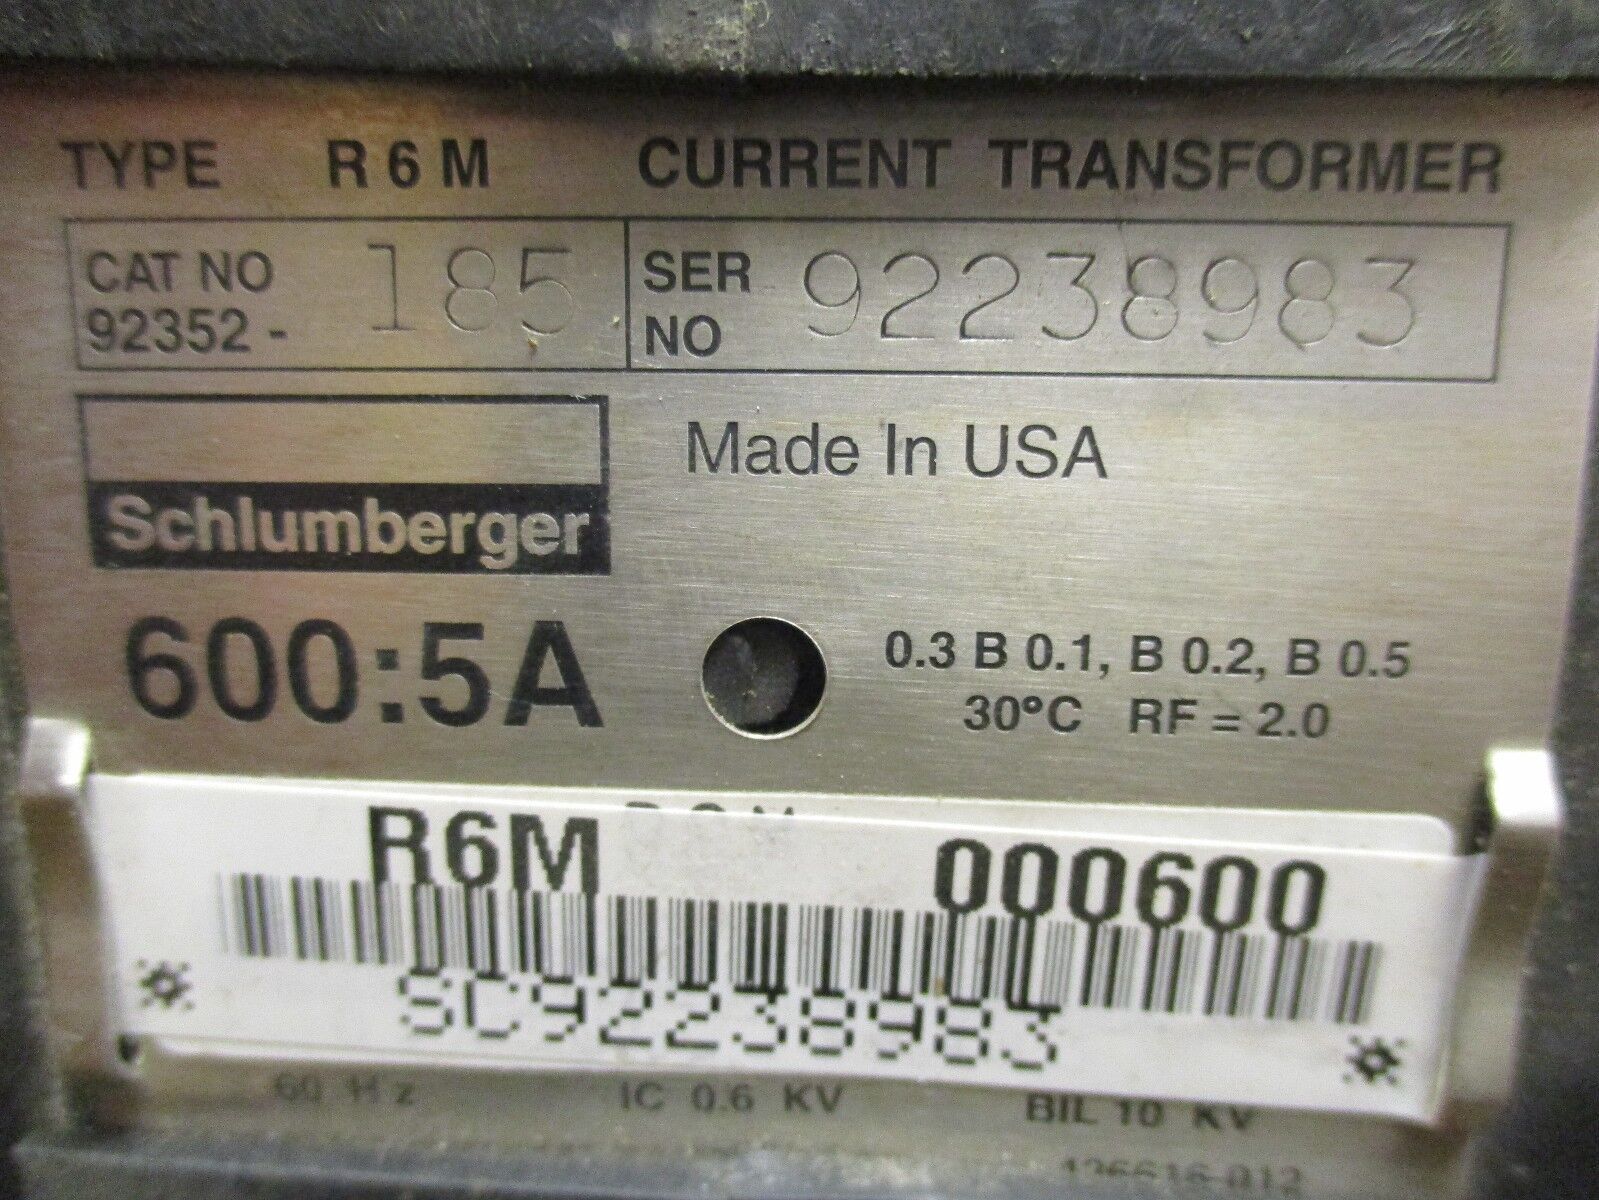 TYPE R6M CURRENT TRANSFORMER
CAT NO 92352- 185
SER NO 92238983
Schlumberger
Made In USA
600:5A
0.3 B 0.1, B 0.2, B 0.5
30°C RF = 2.0
R6M 000600
SC92238983
60 Hz IC 0.6 KV BIL 10 KV